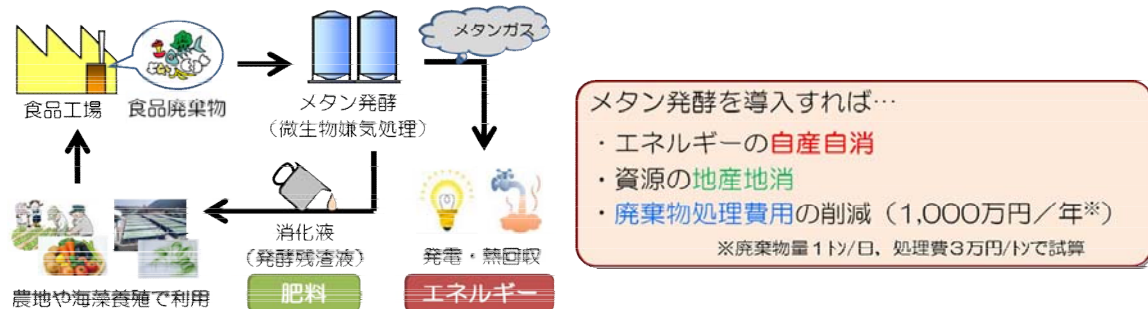 メタンガス
食品工場
食品廃棄物
メタン発酵
（微生物嫌気処理）
消化液
（発酵残渣液）
肥料
発電・熱回収
エネルギー
農地や海藻養殖で利用
メタン発酵を導入すれば…
・エネルギーの自産自消
・資源の地産地消
・廃棄物処理費用の削減（1,000万円／年※）
※廃棄物量１㌧/日、処理費３万円/㌧で試算